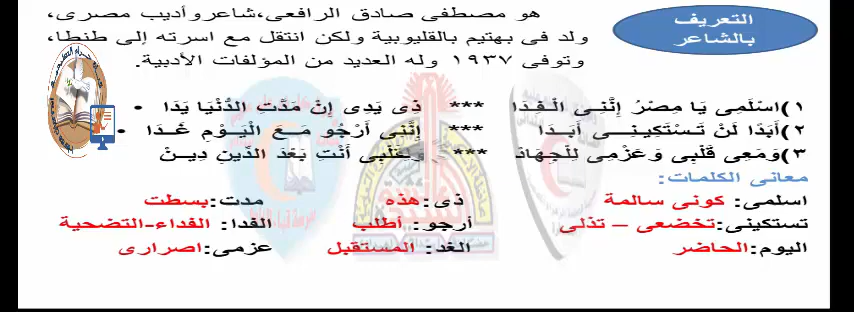 التعريف
بالشاعر
هو مصطفى صادق الرافعى،شاعر وأديب مصرى،
ولد فى بهتيم بالقليوبية ولكن انتقل مع اسرته إلى طنطا،
وتوفى ١٩٣٧ وله العديد من المؤلفات الأدبية.
١)اسْلَمِى يَا مِصْرُ إِنَّنِى الْفِدَا *** ذِى يَدِى إِنْ مَدَّتِ الدُّنْيَا يَدَا •
٢)أَبَدًا لَنْ تَسْتَكِينِى أَبَدَا *** إِنَّنِى أَرْجُو مَعَ الْيَوْمِ غَدَا •
٣)وَمَعِى قَلْبِى وَعَزْمِى لِلْجِهَادْ *** وَلِقَلْبِى أَنْتِ بَعْدَ الدِّينِ دِينْ
معانى الكلمات:
اسلمى: كونى سالمة ذى:هذه مدت:بسطت
تستكينى:تخضعى – تذلى أرجو: أطلب الفدا: الفداء-التضحية
اليوم:الحاضر الغد: المستقبل عزمى:اصرارى